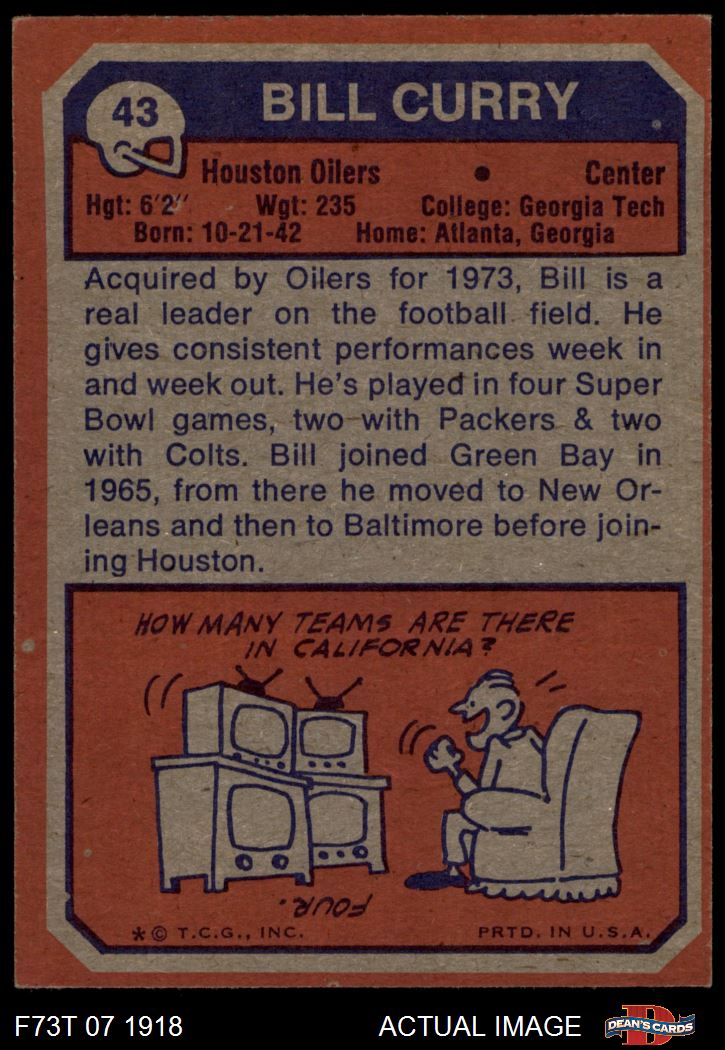 43
BILL CURRY
Houston Oilers • Center
Hgt: 6'2" Wgt: 235 College: Georgia Tech
Born: 10-21-42 Home: Atlanta, Georgia
Acquired by Oilers for 1973, Bill is a
real leader on the football field. He
gives consistent performances week in
and week out. He's played in four Super
Bowl games, two with Packers & two
with Colts. Bill joined Green Bay in
1965, from there he moved to New Or-
leans and then to Baltimore before join-
ing Houston.
HOW MANY TEAMS ARE THERE
IN CALIFORNIA?
FOUR.
*© T.C.G., INC. PRTD. IN U.S.A.
F73T 07 1918 ACTUAL IMAGE
D
DEAN'S CARDS